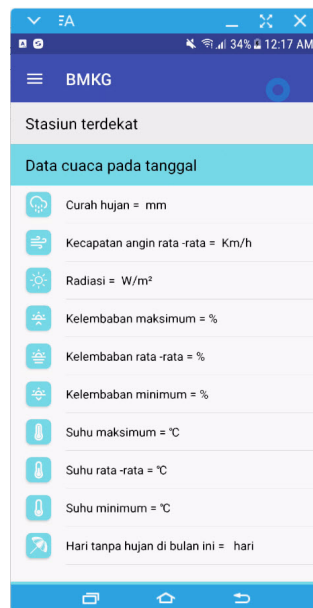 FA
34% 12:17 AM
BMKG
Stasiun terdekat
Data cuaca pada tanggal
Curah hujan = mm
Kecapatan angin rata -rata = Km/h
Radiasi = W/m²
Kelembaban maksimum = %
Kelembaban rata -rata = %
Kelembaban minimum = %
Suhu maksimum = °C
Suhu rata -rata = °C
Suhu minimum = °C
Hari tanpa hujan di bulan ini = hari